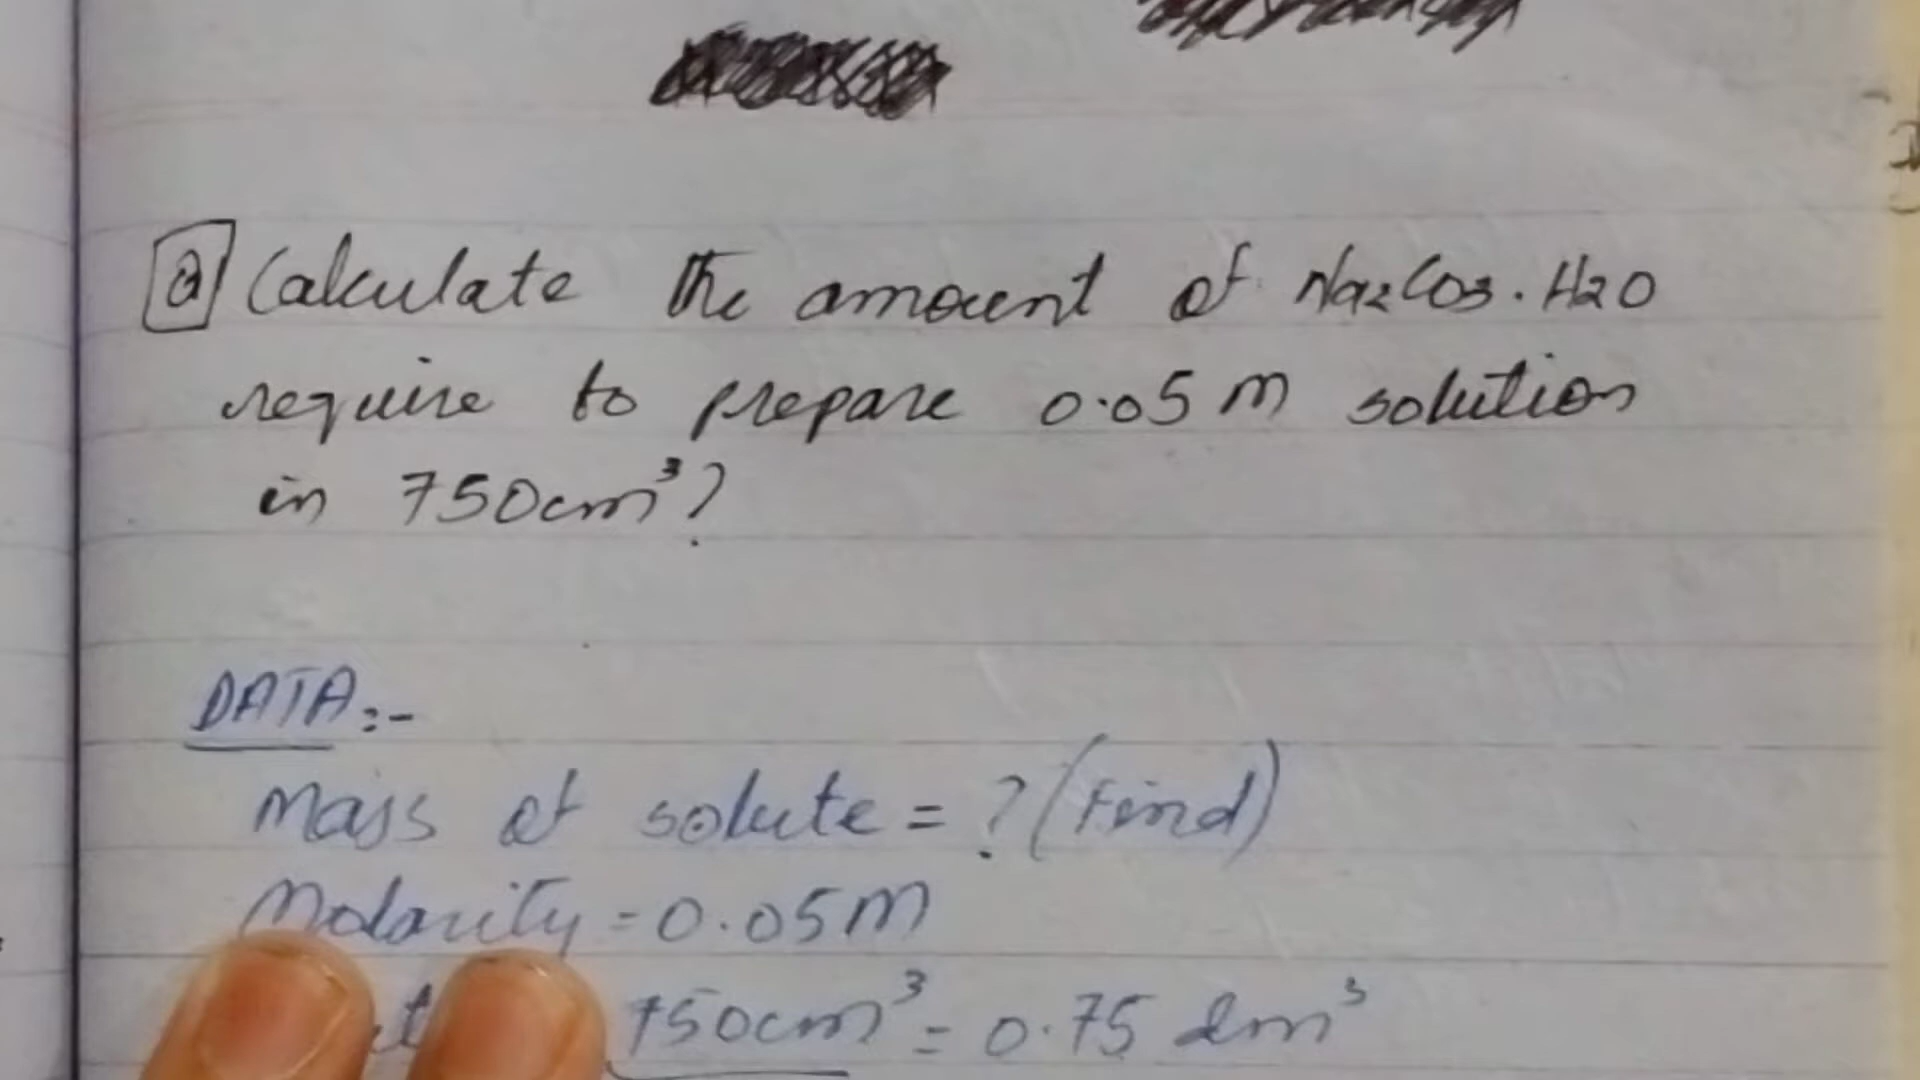 Q Calculate the amount of Na2CO3.H2O
require to prepare 0.05 M solution
in 750cm³?
DATA:-
Mass of solute = ? (Find)
Molarity = 0.05M
750cm³ = 0.75 dm³